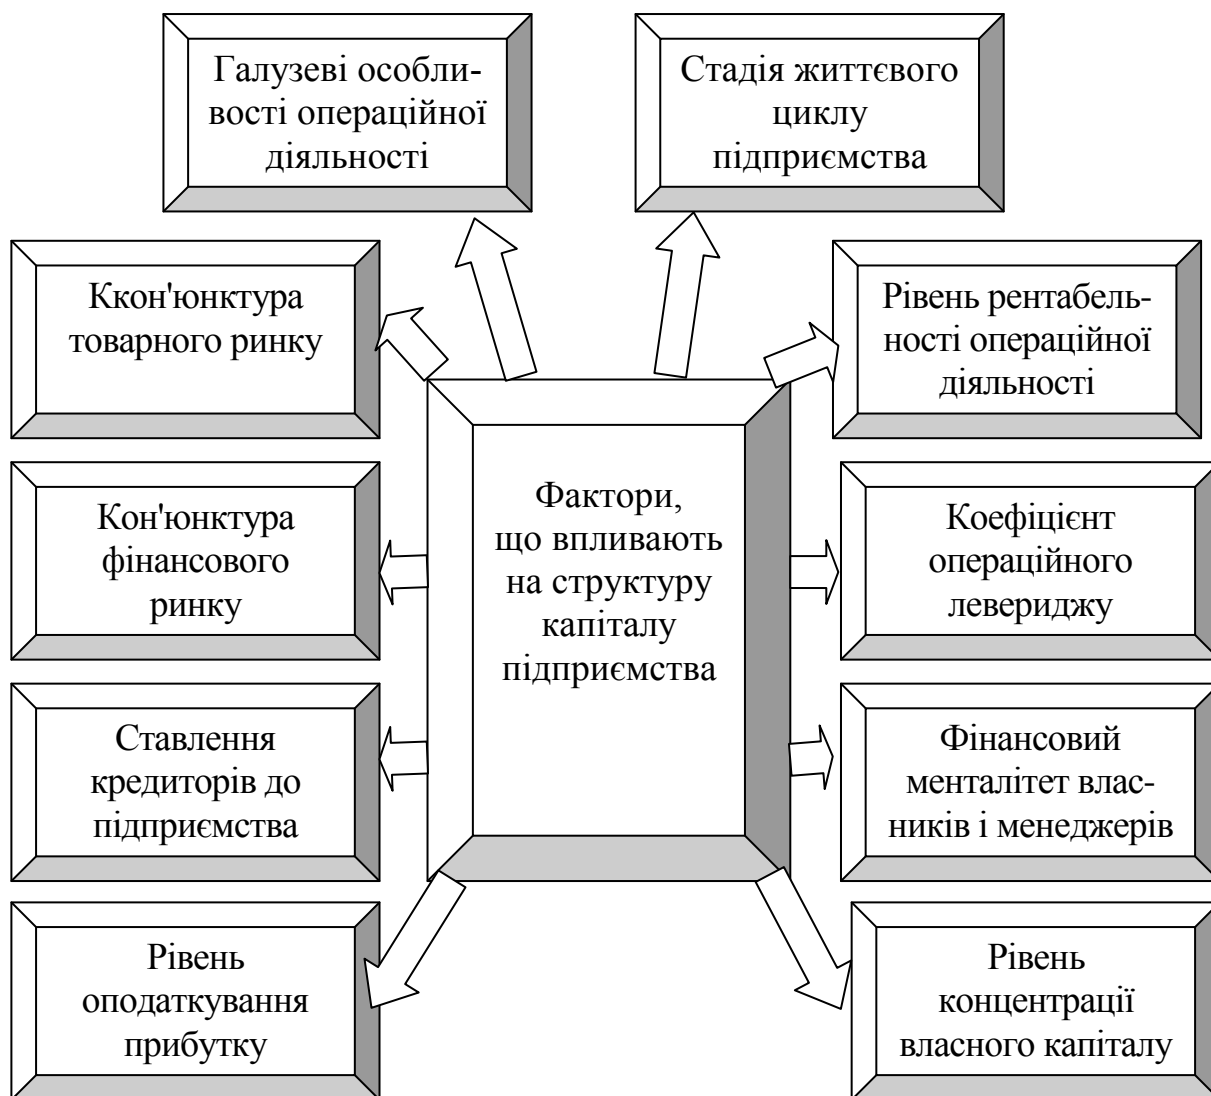 Галузеві особли-
вості операційної
діяльності
Стадія життєвого
циклу
підприємства
Ккон'юнктура
товарного ринку
Рівень рентабель-
ності операційної
діяльності
Фактори,
що впливають
на структуру
капіталу
підприємства
Кон'юнктура
фінансового
ринку
Коефіцієнт
операційного
левериджу
Ставлення
кредиторів до
підприємства
Фінансовий
менталітет влас-
ників і менеджерів
Рівень
оподаткування
прибутку
Рівень
концентрації
власного капіталу